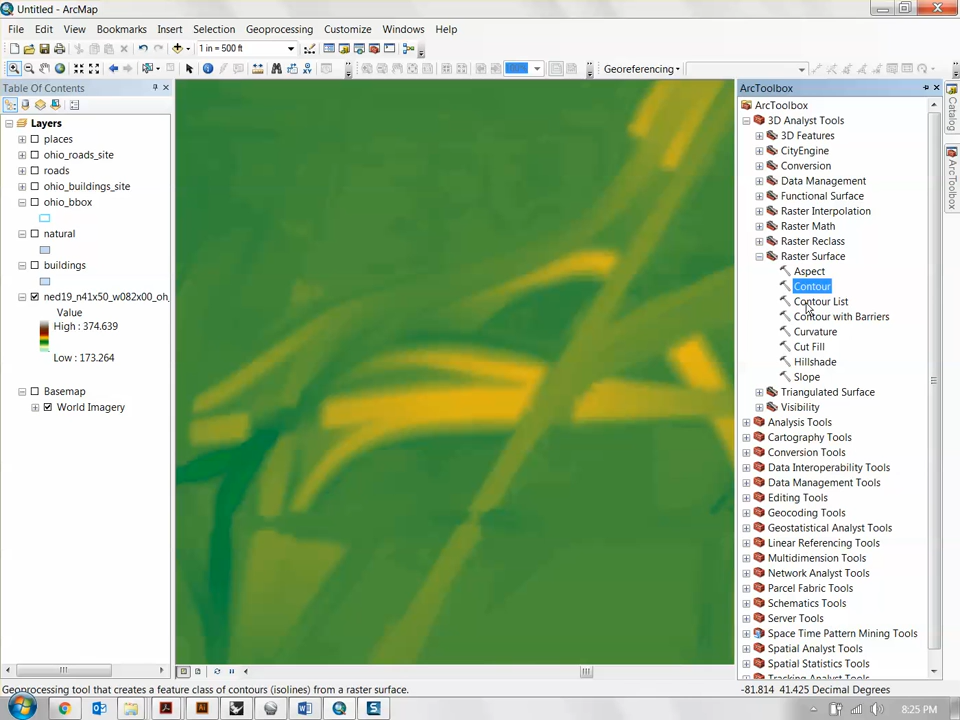 Untitled - ArcMap
File Edit View Bookmarks Insert Selection Geoprocessing Customize Windows Help
1 in = 500 ft
100%
Georeferencing
Table Of Contents
Layers
places
ohio_roads_site
roads
ohio_buildings_site
ohio_bbox
natural
buildings
ned19_n41x50_w082x00_oh_
Value
High : 374.639
Low : 173.264
Basemap
World Imagery
ArcToolbox
ArcToolbox
3D Analyst Tools
3D Features
CityEngine
Conversion
Data Management
Functional Surface
Raster Interpolation
Raster Math
Raster Reclass
Raster Surface
Aspect
Contour
Contour List
Contour with Barriers
Curvature
Cut Fill
Hillshade
Slope
Triangulated Surface
Visibility
Analysis Tools
Cartography Tools
Conversion Tools
Data Interoperability Tools
Data Management Tools
Editing Tools
Geocoding Tools
Geostatistical Analyst Tools
Linear Referencing Tools
Multidimension Tools
Network Analyst Tools
Parcel Fabric Tools
Schematics Tools
Server Tools
Space Time Pattern Mining Tools
Spatial Analyst Tools
Spatial Statistics Tools
Tracking Analyst Tools
Catalog
ArcToolbox
Geoprocessing tool that creates a feature class of contours (isolines) from a raster surface.
-81.814 41.425 Decimal Degrees
8:25 PM